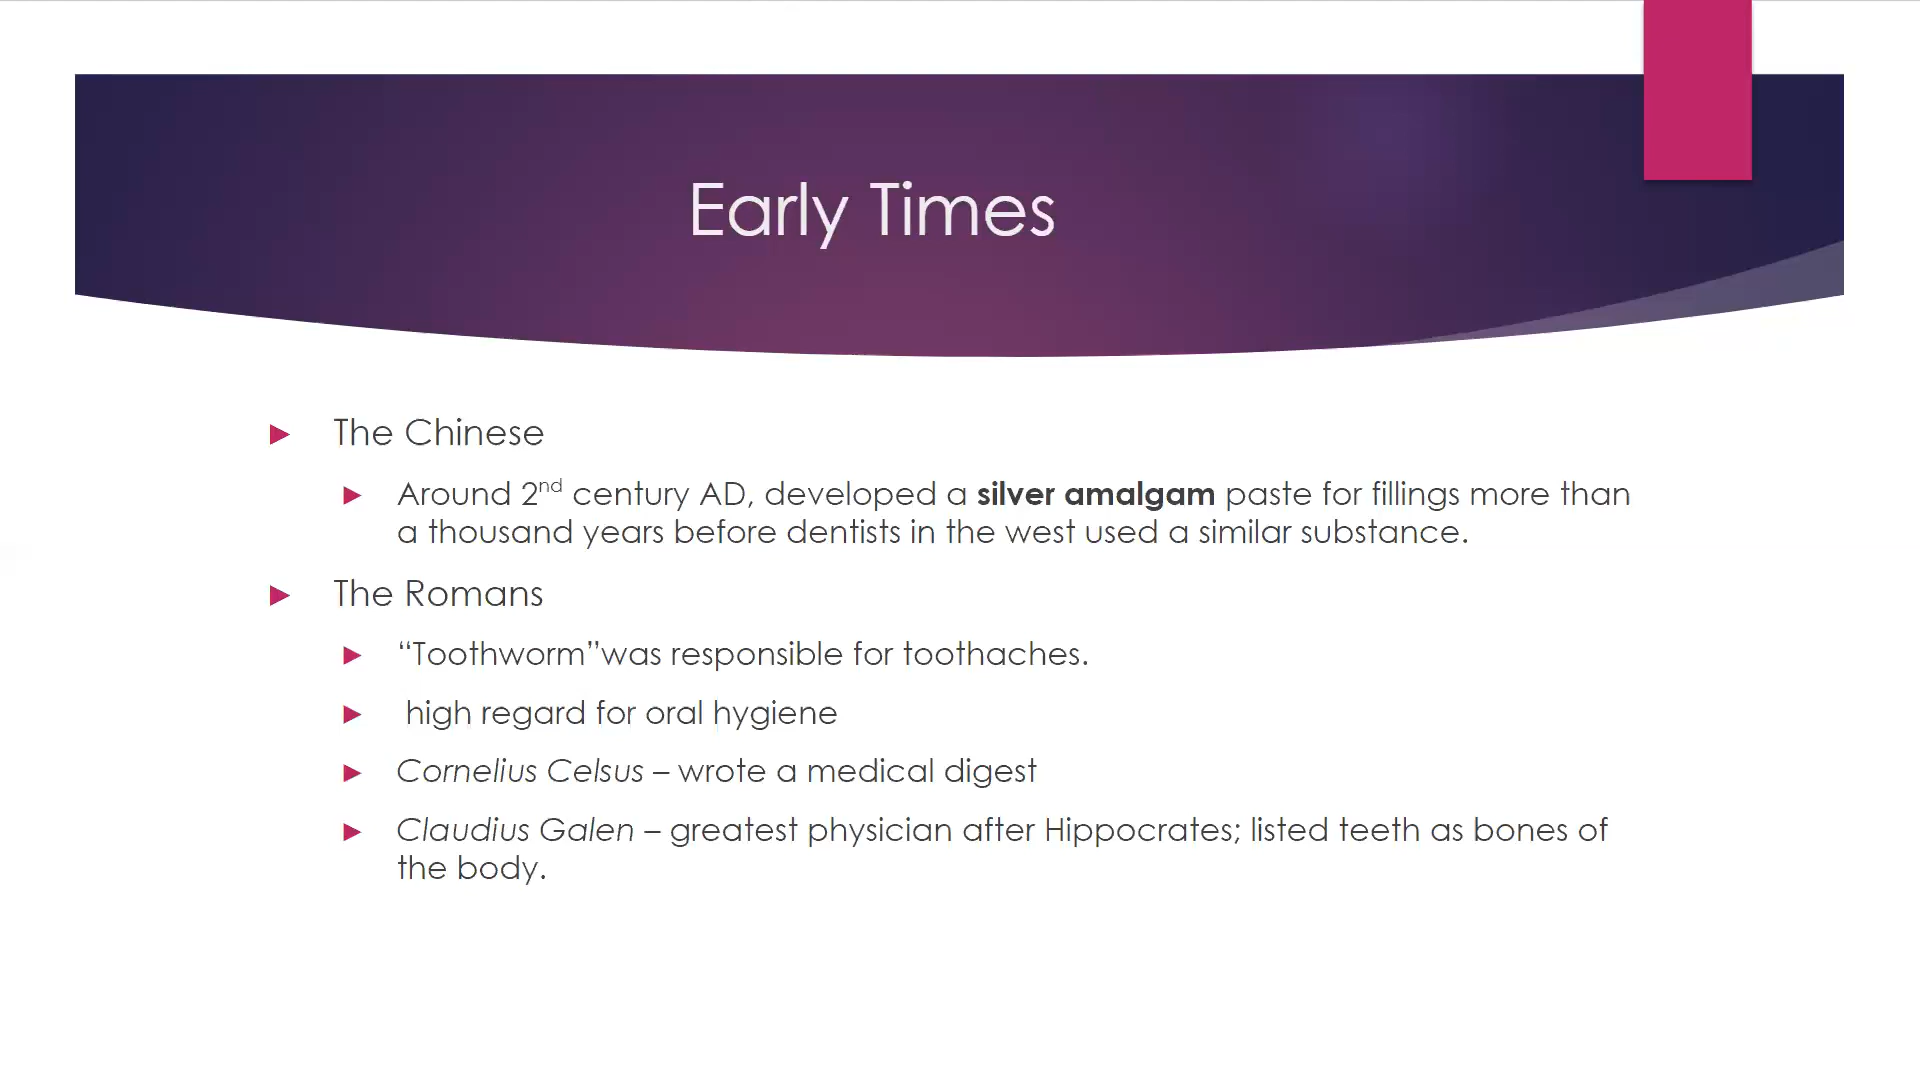 Early Times
The Chinese
Around 2nd century AD, developed a silver amalgam paste for fillings more than
a thousand years before dentists in the west used a similar substance.
The Romans
“Toothworm”was responsible for toothaches.
high regard for oral hygiene
Cornelius Celsus – wrote a medical digest
Claudius Galen – greatest physician after Hippocrates; listed teeth as bones of
the body.